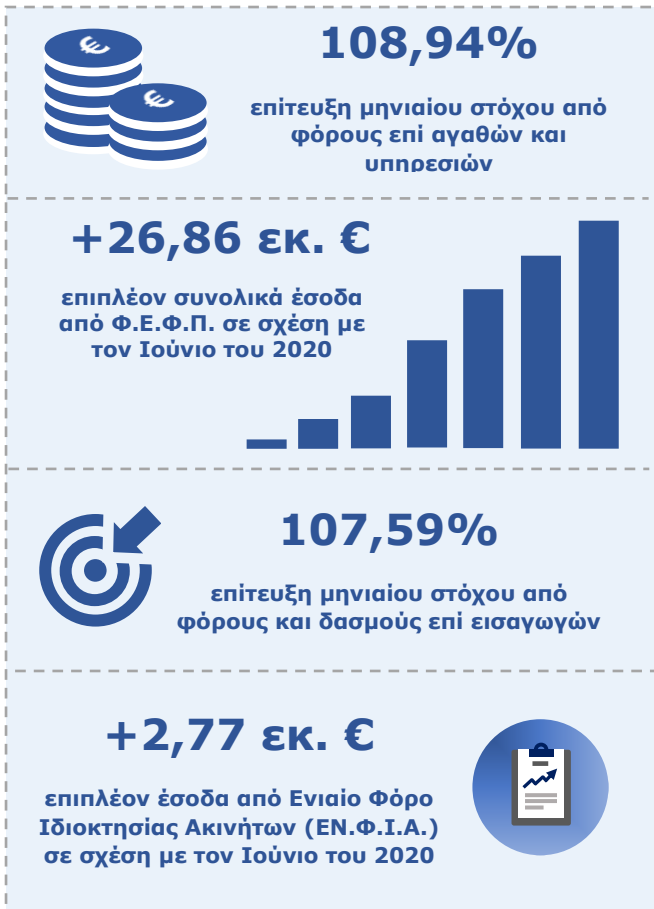 108,94%
επίτευξη μηνιαίου στόχου από
φόρους επί αγαθών και
υπηρεσιών
+26,86 εκ. €
επιπλέον συνολικά έσοδα
από Φ.Ε.Φ.Π. σε σχέση με
τον Ιούνιο του 2020
107,59%
επίτευξη μηνιαίου στόχου από
φόρους και δασμούς επί εισαγωγών
+2,77 εκ. €
επιπλέον έσοδα από Ενιαίο Φόρο
Ιδιοκτησίας Ακινήτων (ΕΝ.Φ.Ι.Α.)
σε σχέση με τον Ιούνιο του 2020